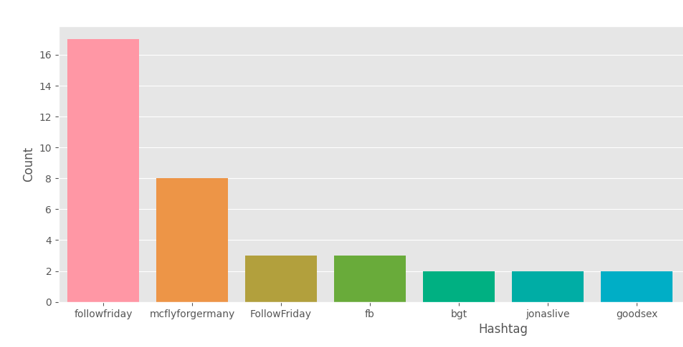 16
14
12
10
8
6
4
2
0
Count
followfriday
mcflyforgermany
FollowFriday
fb
bgt
jonaslive
goodsex
Hashtag